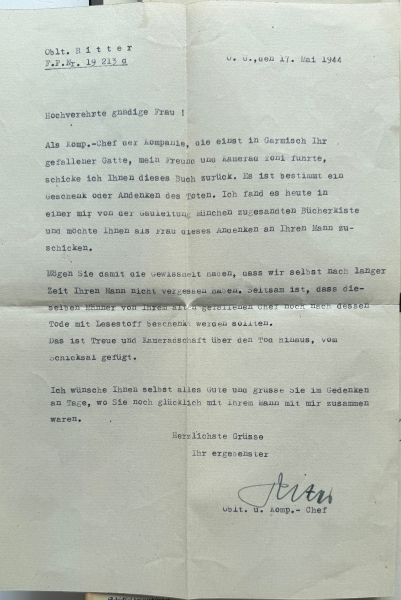 Oblt. R i t t e r
F.P.Nr. 19 213 d
O. U.,den 17. Mai 1944
Hochverehrte gnädige Frau !
Als Komp.-Chef der Kompanie, die einst in Garmisch Ihr
gefallener Gatte, mein Freund und Kamerad Toni führte,
schicke ich Ihnen dieses Buch zurück. Es ist bestimmt ein
Geschenk oder Andenken des Toten. Ich fand es heute in
einer mir von der Gauleitung München zugesandten Bücherkiste
und möchte Ihnen als Frau dieses Andenken an Ihren Mann zu-
schicken.
Mögen Sie damit die Gewissheit haben, dass wir selbst nach langer
Zeit Ihren Mann nicht vergessen haben. Seltsam ist, dass die-
selben Männer von ihrem alten gefallenen Chef noch nach dessen
Tode mit Lesestoff beschenkt werden sollten.
Das ist Treue und Kameradschaft über den Tod hinaus, vom
Schicksal gefügt.
Ich wünsche Ihnen selbst alles Gute und grüsse Sie im Gedenken
an Tage, wo Sie noch glücklich mit Ihrem Mann mit mir zusammen
waren.
Herzlichste Grüsse
Ihr ergebenster
Ritter
Oblt. u. Komp.- Chef